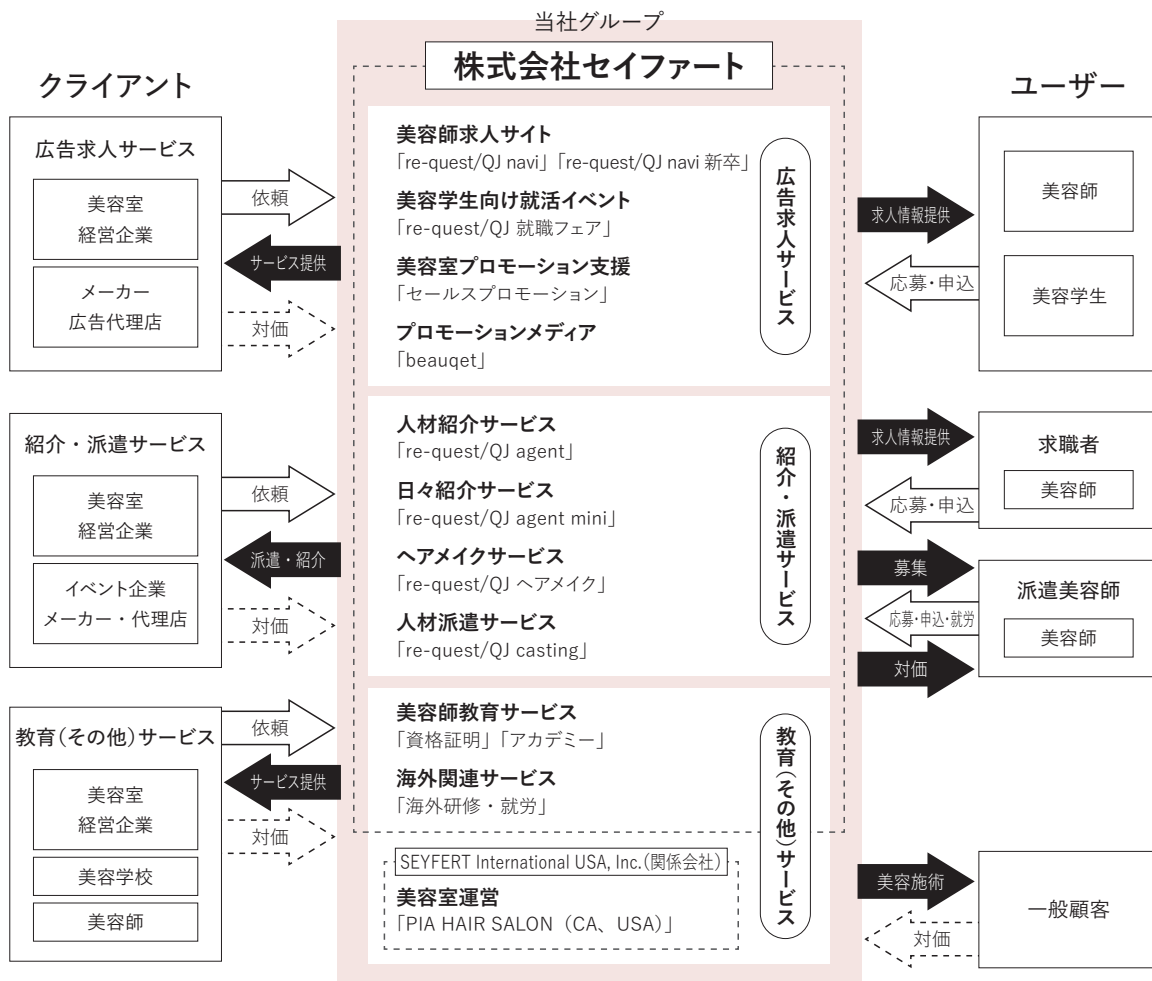 当社グループ
株式会社セイファート
クライアント
ユーザー
広告求人サービス
美容室
経営企業
メーカー
広告代理店
依頼
サービス提供
対価
美容師求人サイト
「re-quest/QJ navi」「re-quest/QJ navi 新卒」
美容学生向け就活イベント
「re-quest/QJ 就職フェア」
美容室プロモーション支援
「セールスプロモーション」
プロモーションメディア
「beauqet」
広告求人サービス
求人情報提供
応募・申込
美容師
美容学生
紹介・派遣サービス
美容室
経営企業
イベント企業
メーカー・代理店
依頼
派遣・紹介
対価
人材紹介サービス
「re-quest/QJ agent」
日々紹介サービス
「re-quest/QJ agent mini」
ヘアメイクサービス
「re-quest/QJ ヘアメイク」
人材派遣サービス
「re-quest/QJ casting」
紹介・派遣サービス
求人情報提供
応募・申込
募集
応募・申込・就労
対価
求職者
美容師
派遣美容師
美容師
教育(その他)サービス
美容室
経営企業
美容学校
美容師
依頼
サービス提供
対価
美容師教育サービス
「資格証明」「アカデミー」
海外関連サービス
「海外研修・就労」
SEYFERT International USA, Inc.(関係会社)
美容室運営
「PIA HAIR SALON（CA、USA）」
教育(その他)サービス
美容施術
対価
一般顧客